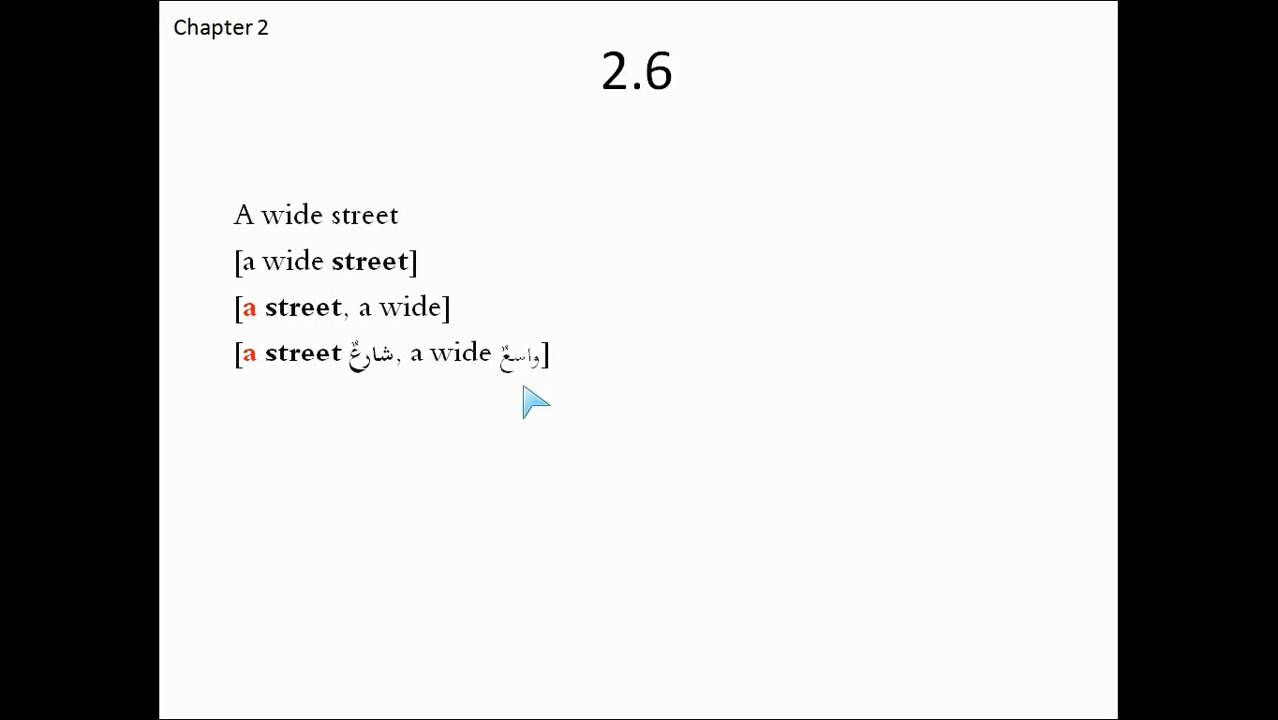 Chapter 2
2.6
A wide street
[a wide street]
[a street, a wide]
[a street شارعٌ, a wide واسعٌ]